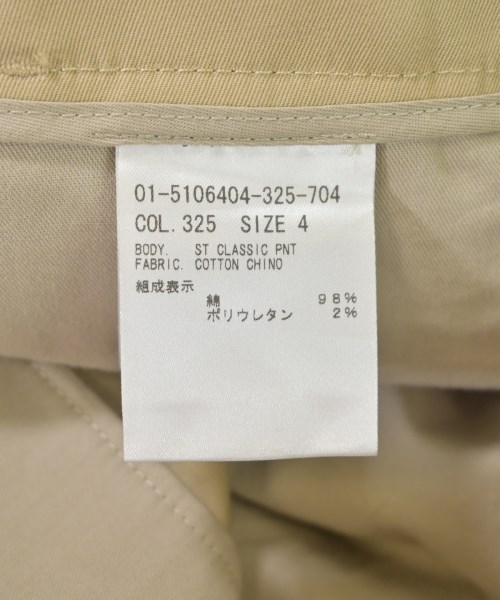 01-5106404-325-704
COL. 325 SIZE 4
BODY. ST CLASSIC PNT
FABRIC. COTTON CHINO
組成表示
綿 98%
ポリウレタン 2%